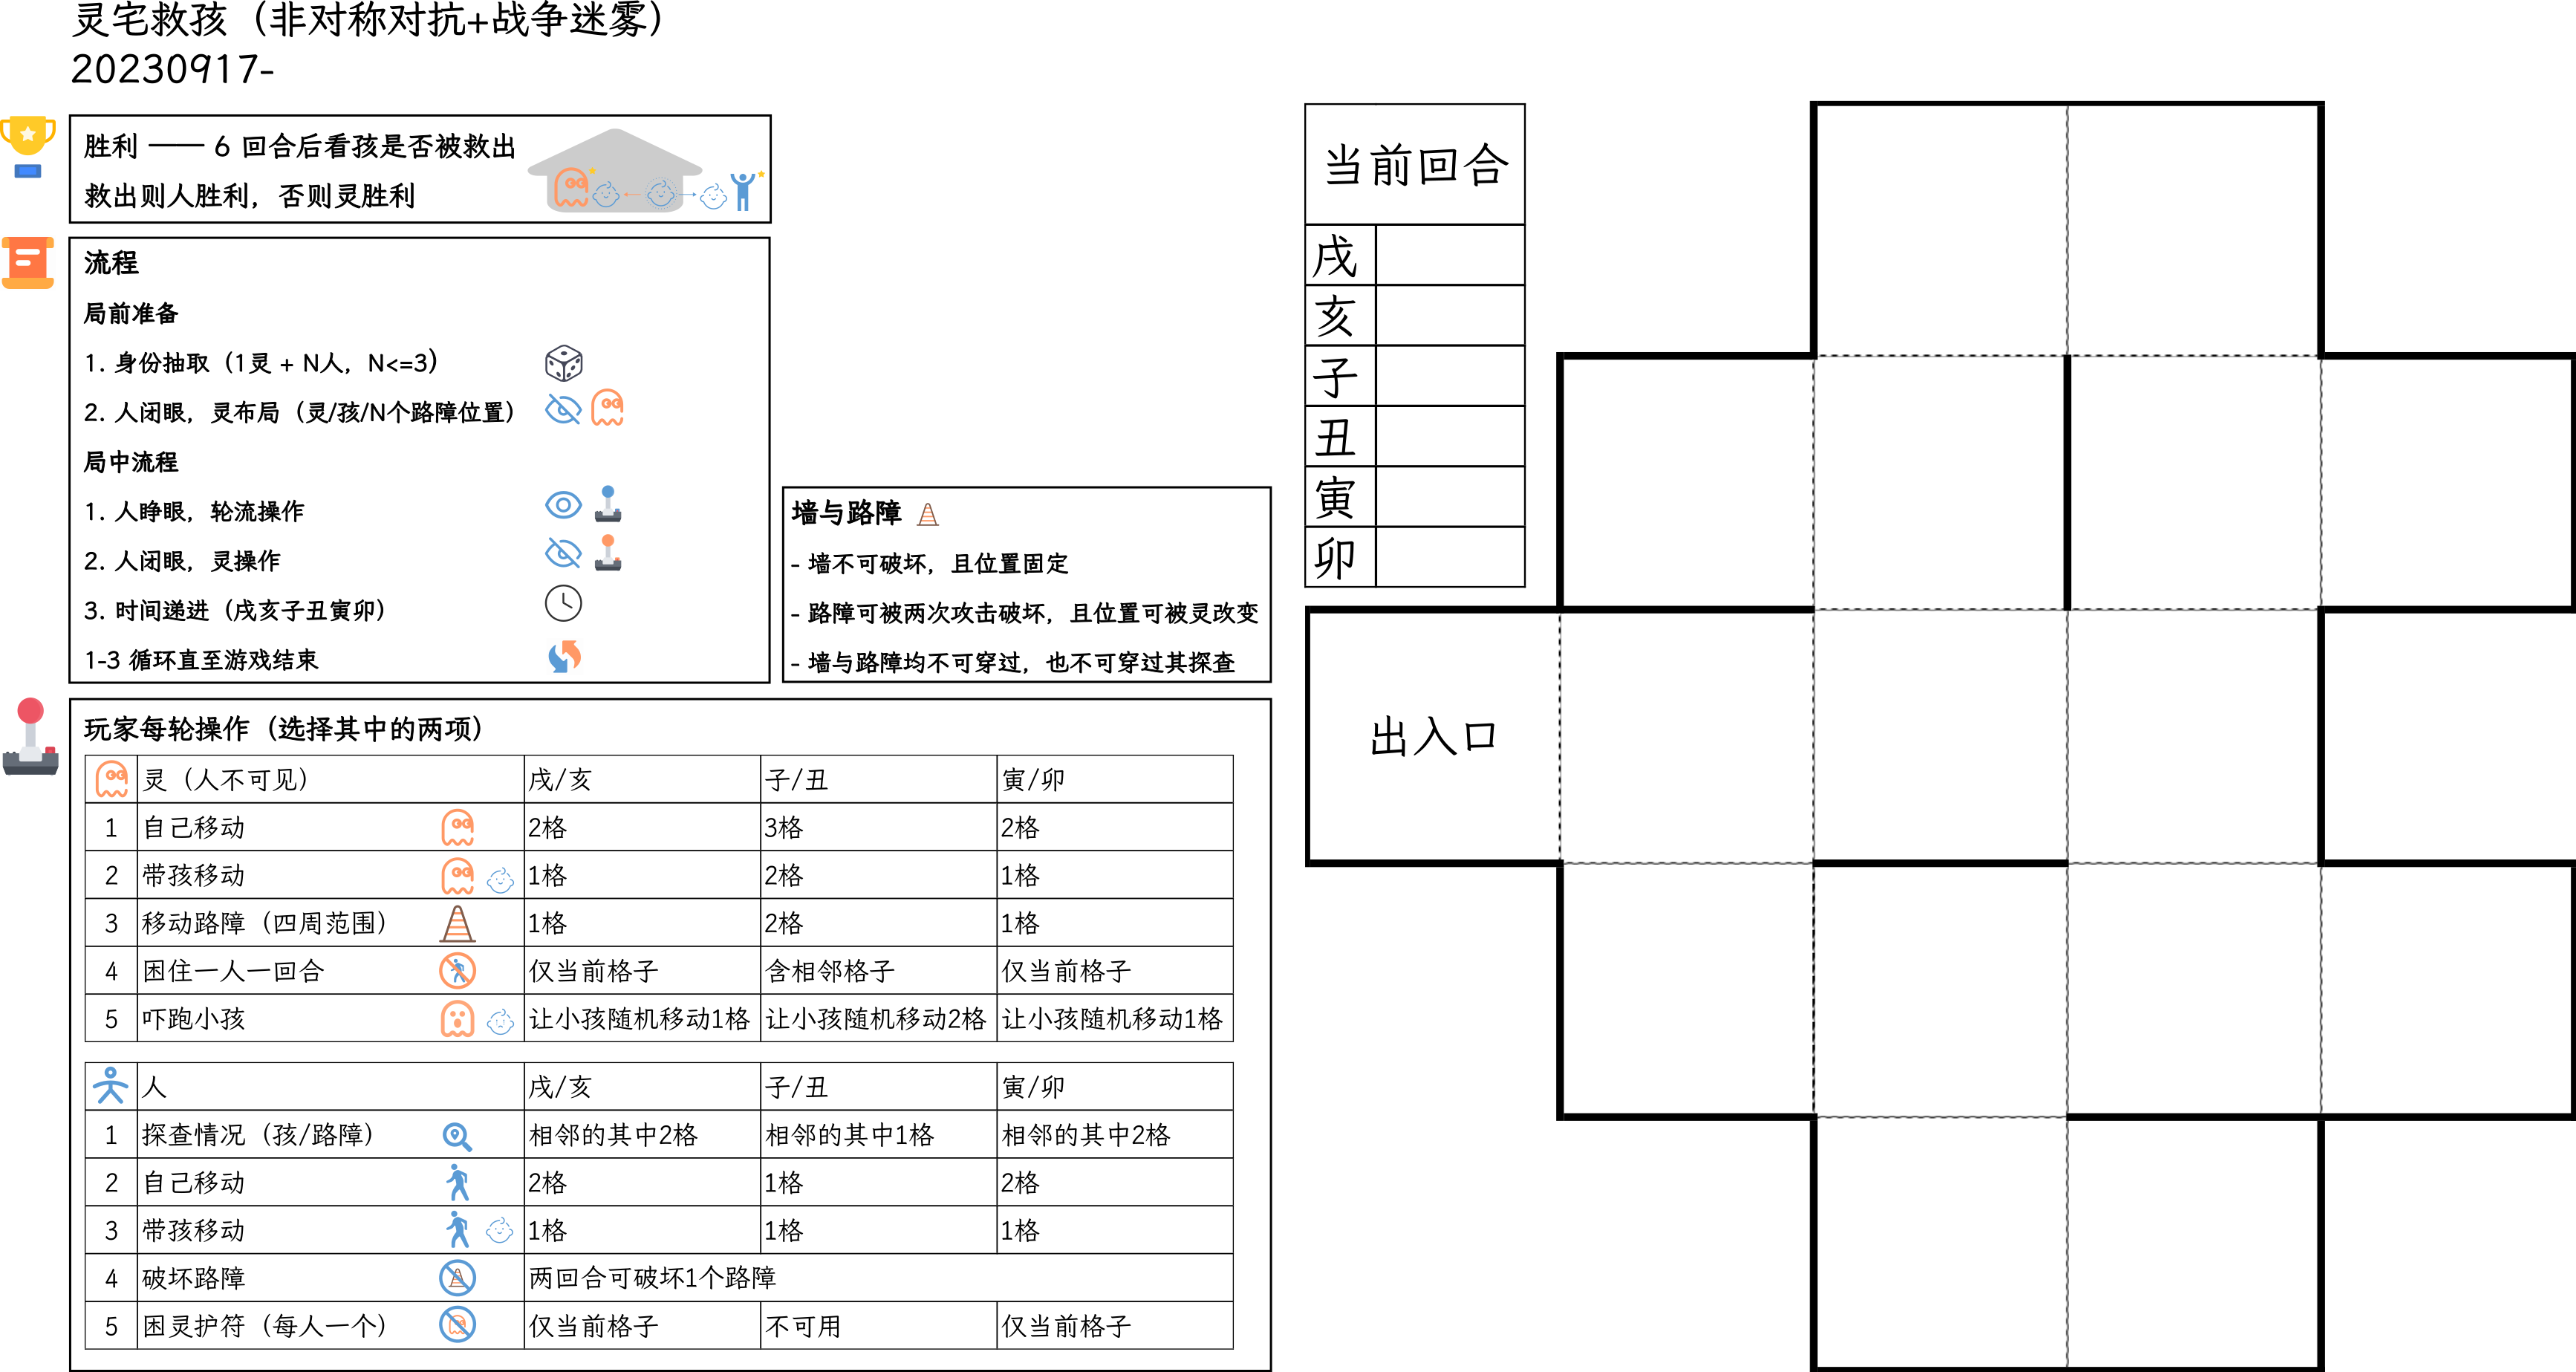 灵宅救孩（非对称对抗+战争迷雾）
20230917-
胜利 —— 6 回合后看孩是否被救出
救出则人胜利，否则灵胜利
流程
局前准备
1. 身份抽取（1灵 + N人，N<=3）
2. 人闭眼，灵布局（灵/孩/N个路障位置）
局中流程
1. 人睁眼，轮流操作
2. 人闭眼，灵操作
3. 时间递进（戌亥子丑寅卯）
1-3 循环直至游戏结束
墙与路障
- 墙不可破坏，且位置固定
- 路障可被两次攻击破坏，且位置可被灵改变
- 墙与路障均不可穿过，也不可穿过其探查
玩家每轮操作（选择其中的两项）
灵（人不可见） 戌/亥 子/丑 寅/卯
1 自己移动 2格 3格 2格
2 带孩移动 1格 2格 1格
3 移动路障（四周范围） 1格 2格 1格
4 困住一人一回合 仅当前格子 含相邻格子 仅当前格子
5 吓跑小孩 让小孩随机移动1格 让小孩随机移动2格 让小孩随机移动1格
人 戌/亥 子/丑 寅/卯
1 探查情况（孩/路障） 相邻的其中2格 相邻的其中1格 相邻的其中2格
2 自己移动 2格 1格 2格
3 带孩移动 1格 1格 1格
4 破坏路障 两回合可破坏1个路障
5 困灵护符（每人一个） 仅当前格子 不可用 仅当前格子
当前回合
戌
亥
子
丑
寅
卯
出入口